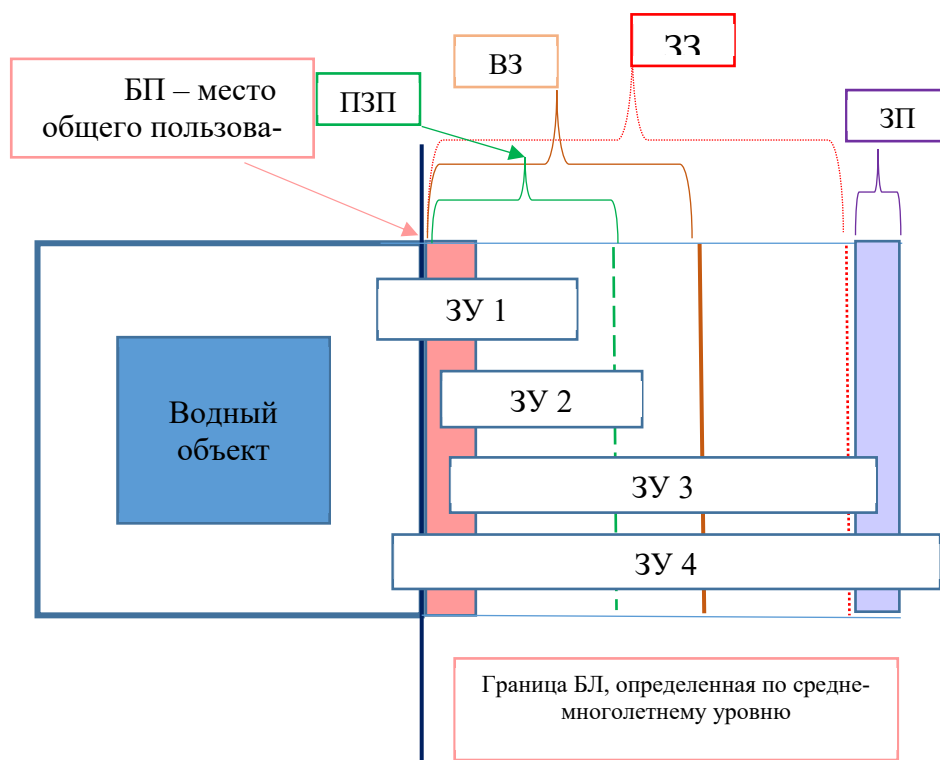 ЗЗ
ВЗ
БП – место
общего пользова-
ПЗП
ЗП
ЗУ 1
ЗУ 2
Водный
объект
ЗУ 3
ЗУ 4
Граница БЛ, определенная по средне-
многолетнему уровню